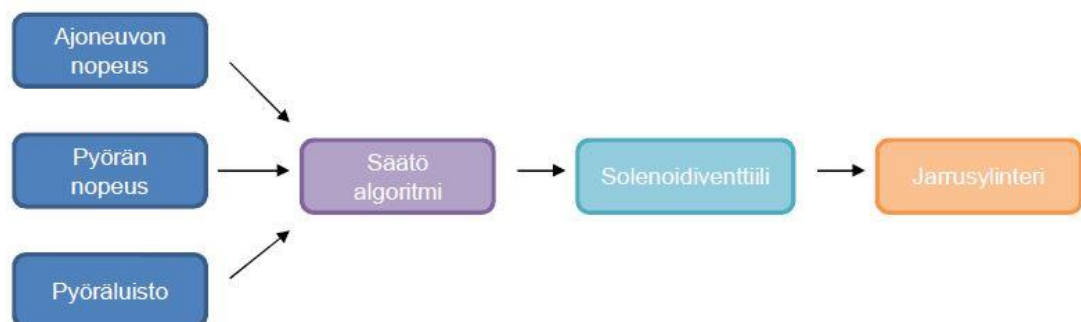 Ajoneuvon
nopeus
Pyörän
nopeus
Pyöräluisto
Säätö
algoritmi
Solenoidiventtiili
Jarrusylinteri